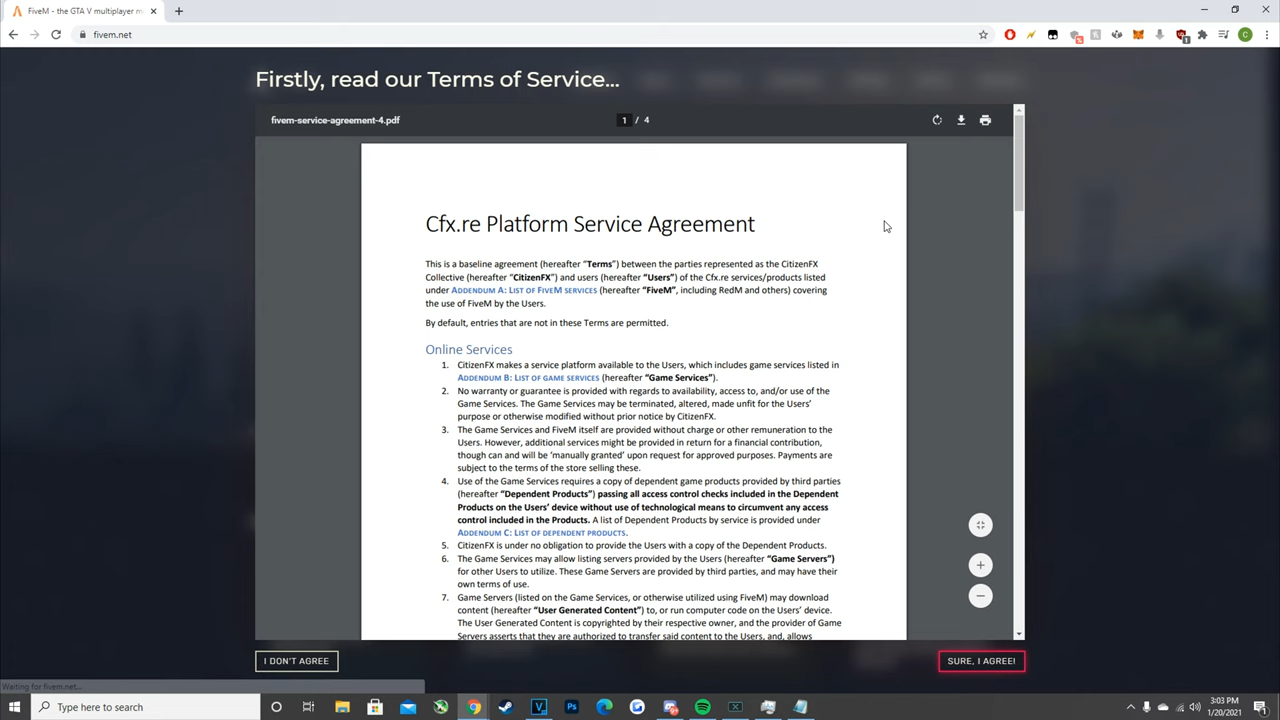 FiveM - the GTA V multiplayer m
fivem.net
Firstly, read our Terms of Service...
fivem-service-agreement-4.pdf
1 / 4
Cfx.re Platform Service Agreement
This is a baseline agreement (hereafter “Terms”) between the parties represented as the CitizenFX
Collective (hereafter “CitizenFX”) and users (hereafter “Users”) of the Cfx.re services/products listed
under ADDENDUM A: LIST OF FIVEM SERVICES (hereafter “FiveM”, including RedM and others) covering
the use of FiveM by the Users.
By default, entries that are not in these Terms are permitted.
Online Services
1. CitizenFX makes a service platform available to the Users, which includes game services listed in
ADDENDUM B: LIST OF GAME SERVICES (hereafter “Game Services”).
2. No warranty or guarantee is provided with regards to availability, access to, and/or use of the
Game Services. The Game Services may be terminated, altered, made unfit for the Users’
purpose or otherwise modified without prior notice by CitizenFX.
3. The Game Services and FiveM itself are provided without charge or other remuneration to the
Users. However, additional services might be provided in return for a financial contribution,
though can and will be ‘manually granted’ upon request for approved purposes. Payments are
subject to the terms of the store selling these.
4. Use of the Game Services requires a copy of dependent game products provided by third parties
(hereafter “Dependent Products”) passing all access control checks included in the Dependent
Products on the Users’ device without use of technological means to circumvent any access
control included in the Products. A list of Dependent Products by service is provided under
ADDENDUM C: LIST OF DEPENDENT PRODUCTS.
5. CitizenFX is under no obligation to provide the Users with a copy of the Dependent Products.
6. The Game Services may allow listing servers provided by the Users (hereafter “Game Servers”)
for other Users to utilize. These Game Servers are provided by third parties, and may have their
own terms of use.
7. Game Servers (listed on the Game Services, or otherwise utilized using FiveM) may download
content (hereafter “User Generated Content”) to, or run computer code on the Users’ device.
The User Generated Content is copyrighted by their respective owner, and the provider of Game
Servers asserts that they are authorized to transfer said content to the Users, and, allows
I DON'T AGREE
SURE, I AGREE!
Waiting for fivem.net...
Type here to search
3:03 PM
1/20/2021